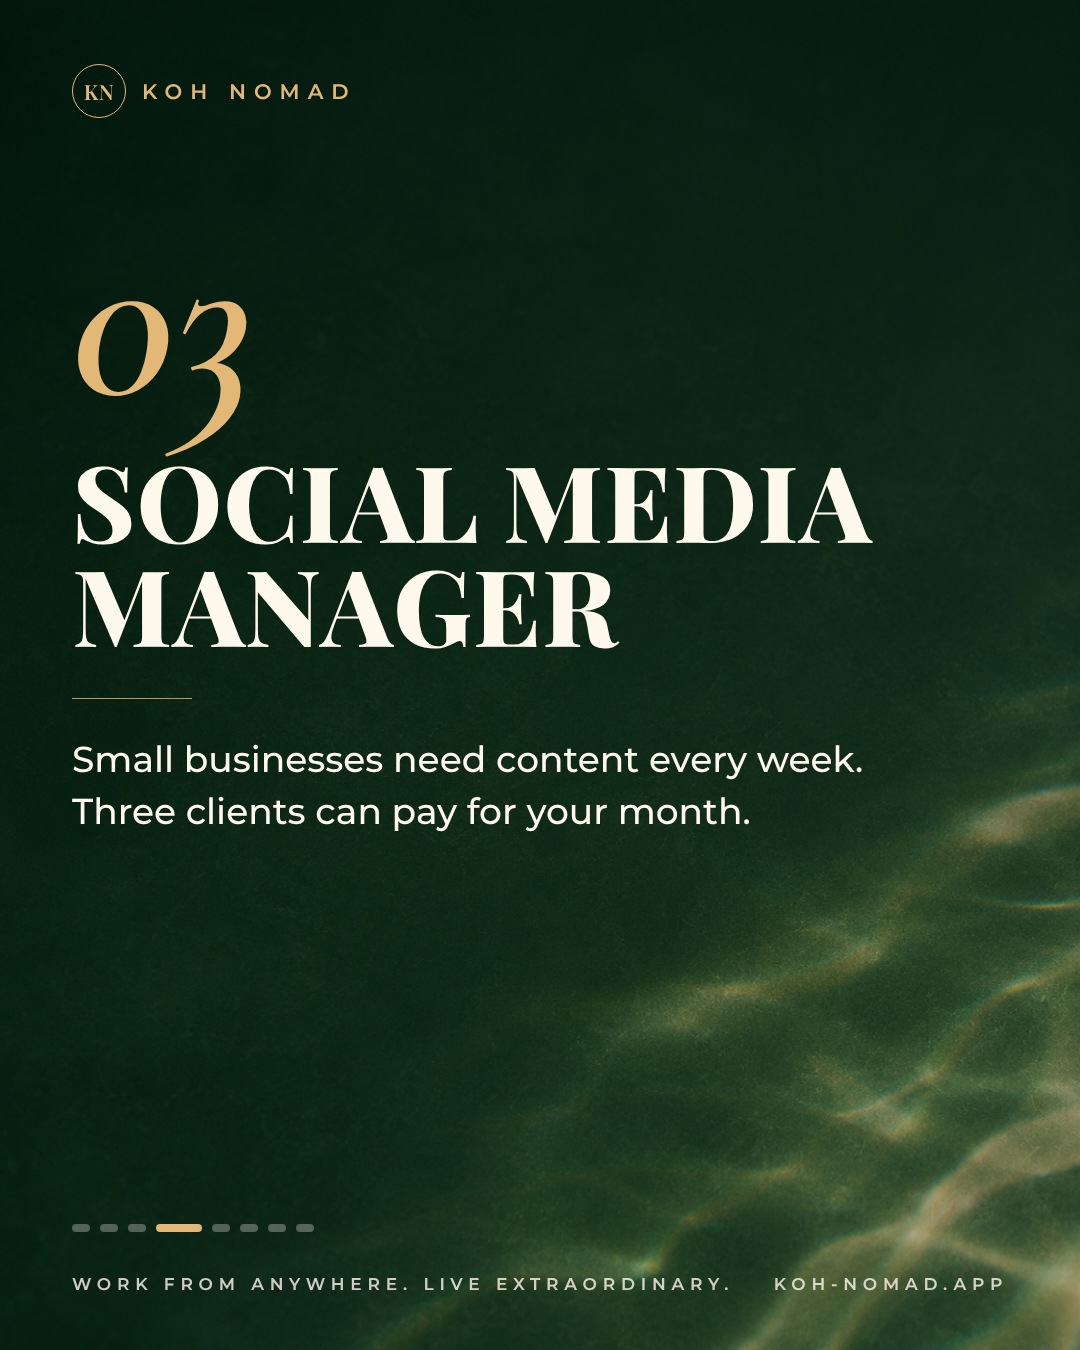 KN KOH NOMAD
03
SOCIAL MEDIA
MANAGER
Small businesses need content every week.
Three clients can pay for your month.
WORK FROM ANYWHERE. LIVE EXTRAORDINARY. KOH-NOMAD.APP